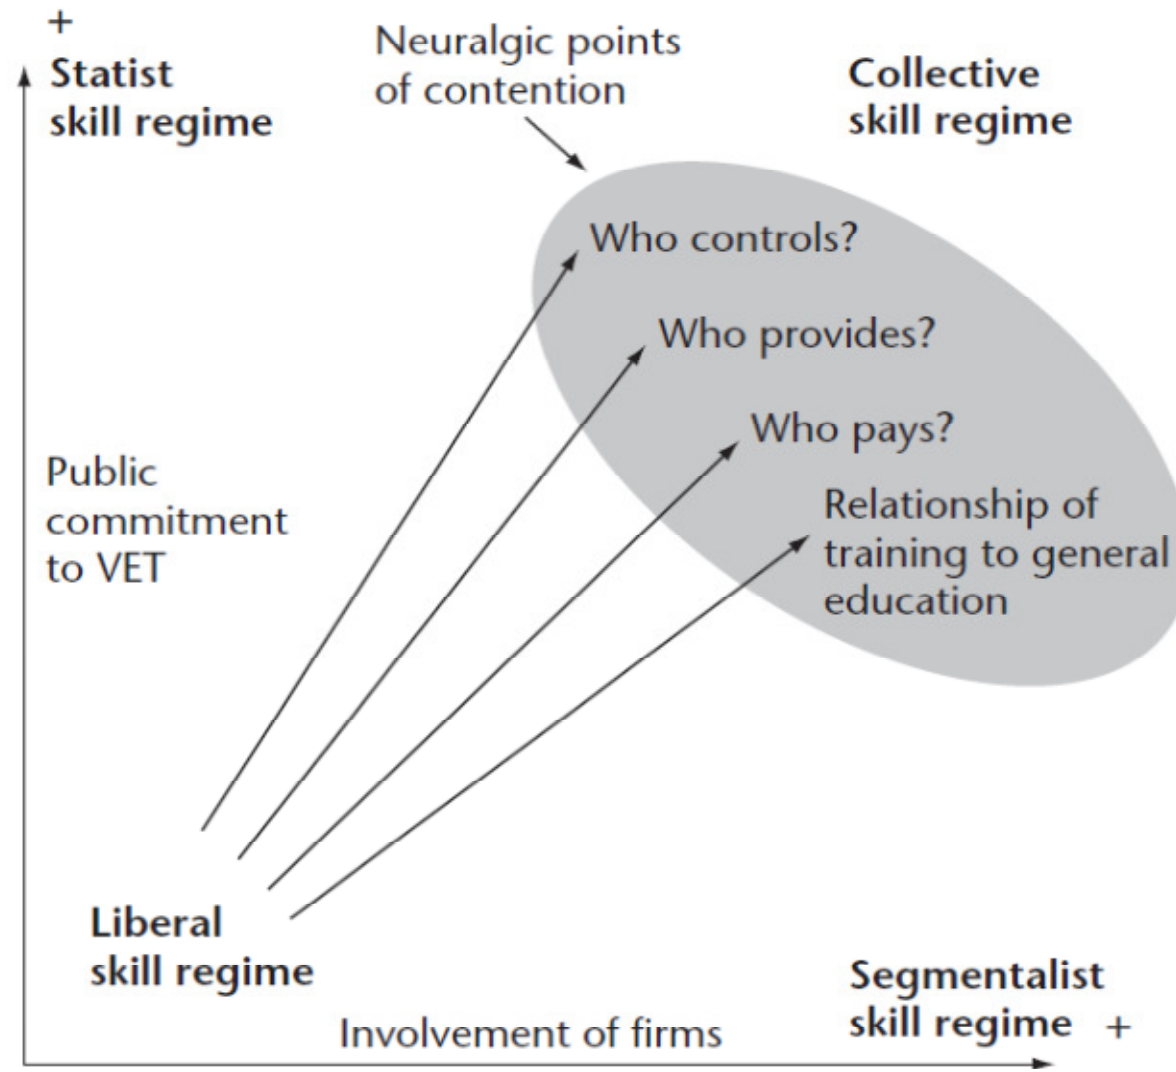 +
Statist
skill regime
Neuralgic points
of contention
Collective
skill regime
Who controls?
Who provides?
Who pays?
Relationship of
training to general
education
Public
commitment
to VET
Liberal
skill regime
Segmentalist
skill regime +
Involvement of firms